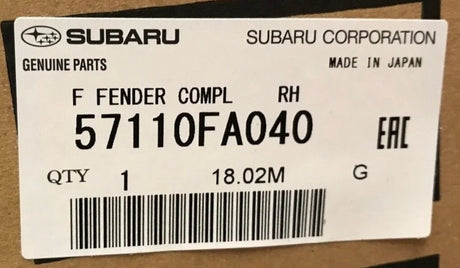 SUBARU SUBARU CORPORATION
GENUINE PARTS MADE IN JAPAN
F FENDER COMPL RH
57110FA040
EAC
QTY 1 18.02M G